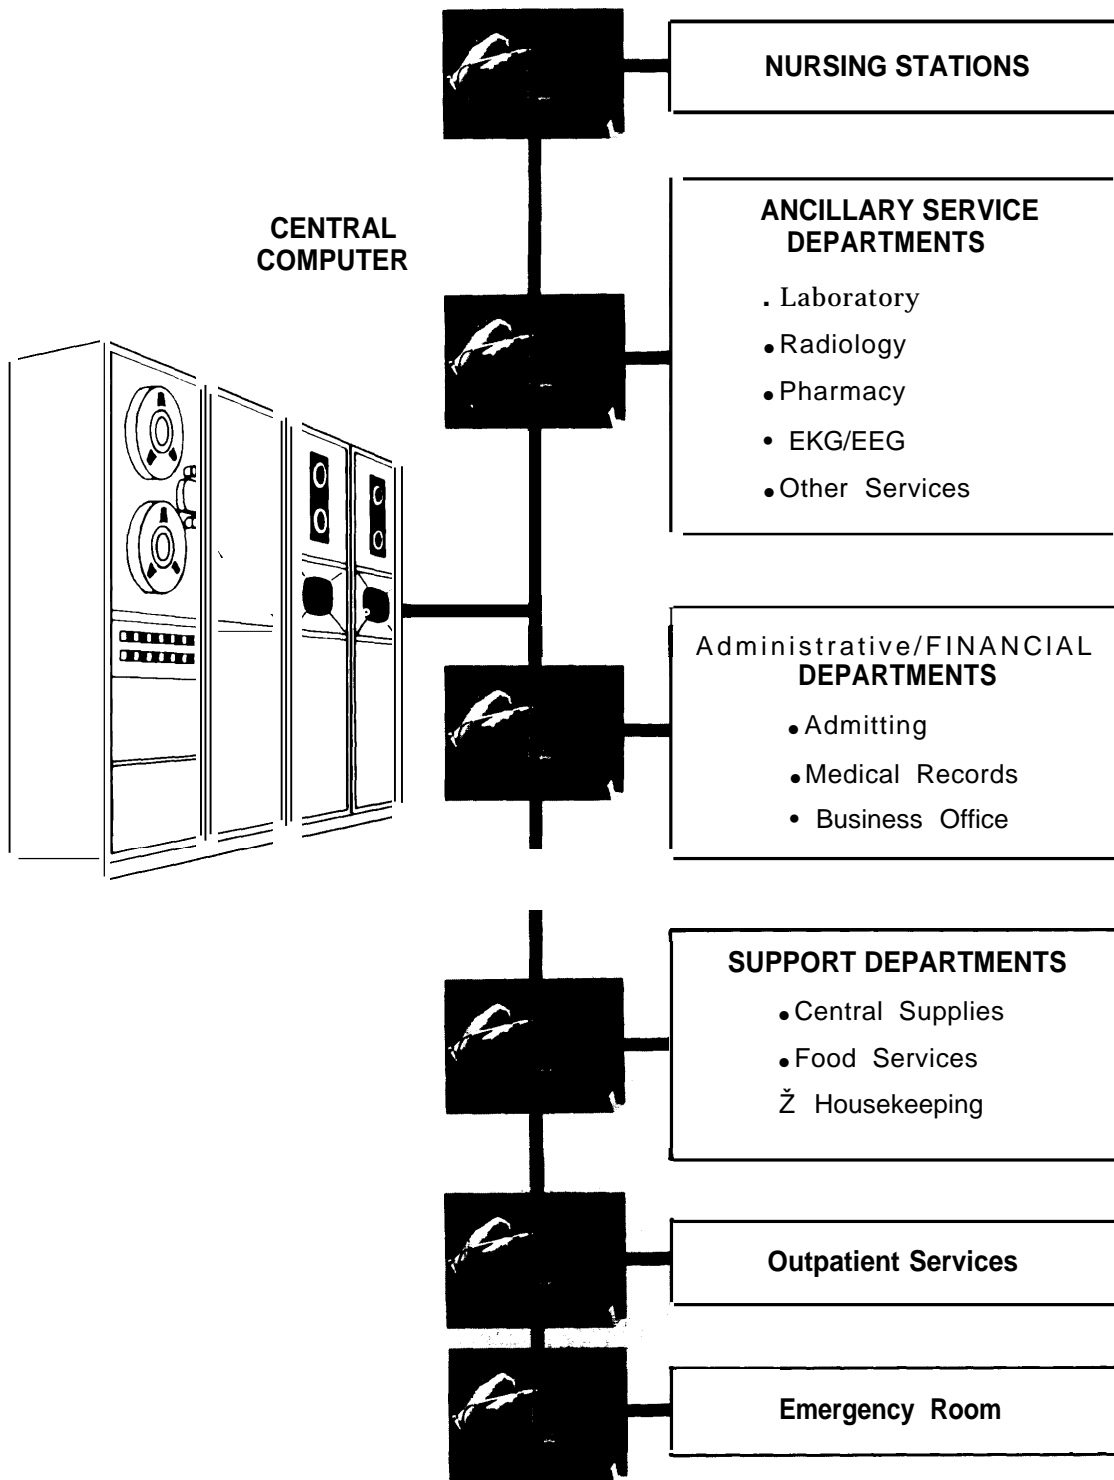 NURSING STATIONS
CENTRAL
COMPUTER
ANCILLARY SERVICE
DEPARTMENTS
. Laboratory
• Radiology
• Pharmacy
• EKG/EEG
• Other Services
Administrative/FINANCIAL
DEPARTMENTS
• Admitting
• Medical Records
• Business Office
SUPPORT DEPARTMENTS
• Central Supplies
• Food Services
Ž Housekeeping
Outpatient Services
Emergency Room